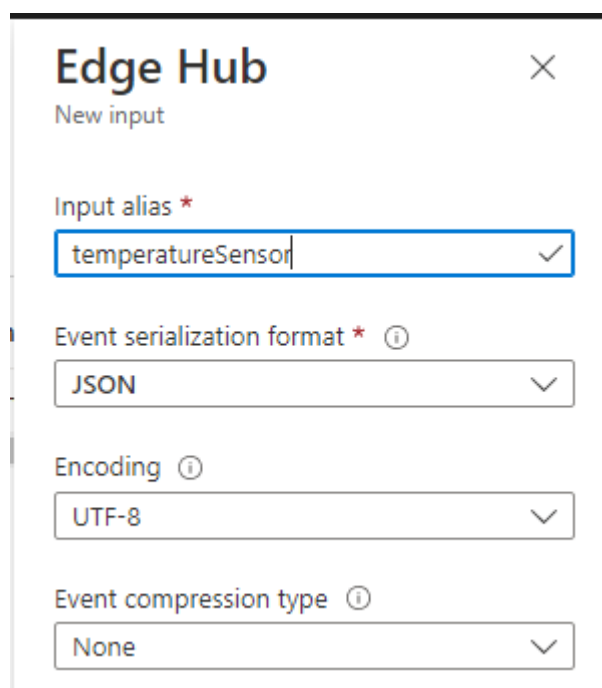 Edge Hub
New input
Input alias *
temperatureSensor
Event serialization format *
JSON
Encoding
UTF-8
Event compression type
None